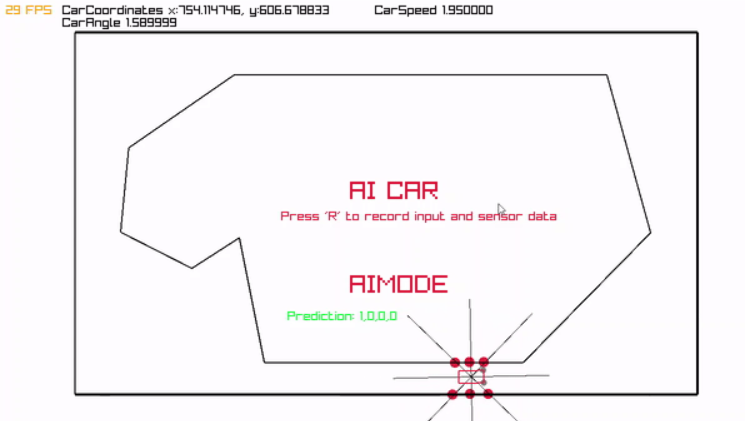 29 FPS CarCoordinates x:754.114746, y:606.678833 CarSpeed 1.950000
CarAngle 1.589999
AI CAR
Press 'R' to record input and sensor data
AIMODE
Prediction: 1,0,0,0